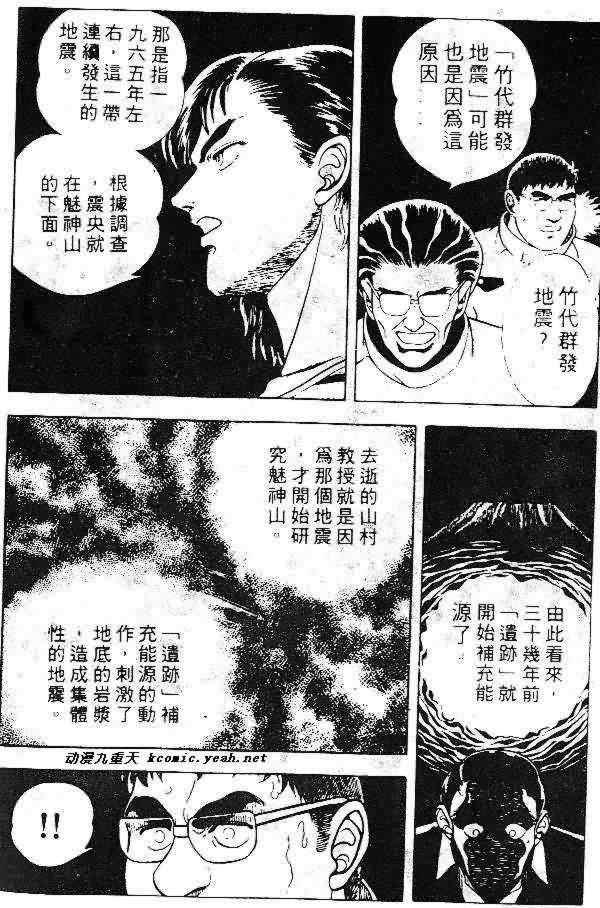 「竹代群發
地震」可能
也是因爲這
原因...
竹代群發
地震？
那是指一
九六五年左
右，這一帶
連續發生的
地震。
根據調查
，震央就
在魅神山
的下面。
由此看來，
三十幾年前
「遺跡」就
開始補充能
源了。
去逝的山村
教授就是因
爲那個地震
，才開始研
究魅神山。
「遺跡」補
充能源的動
作，刺激了
地底的岩漿
，造成集體
性的地震。
动漫九重天 kcomic.yeah.net
!!